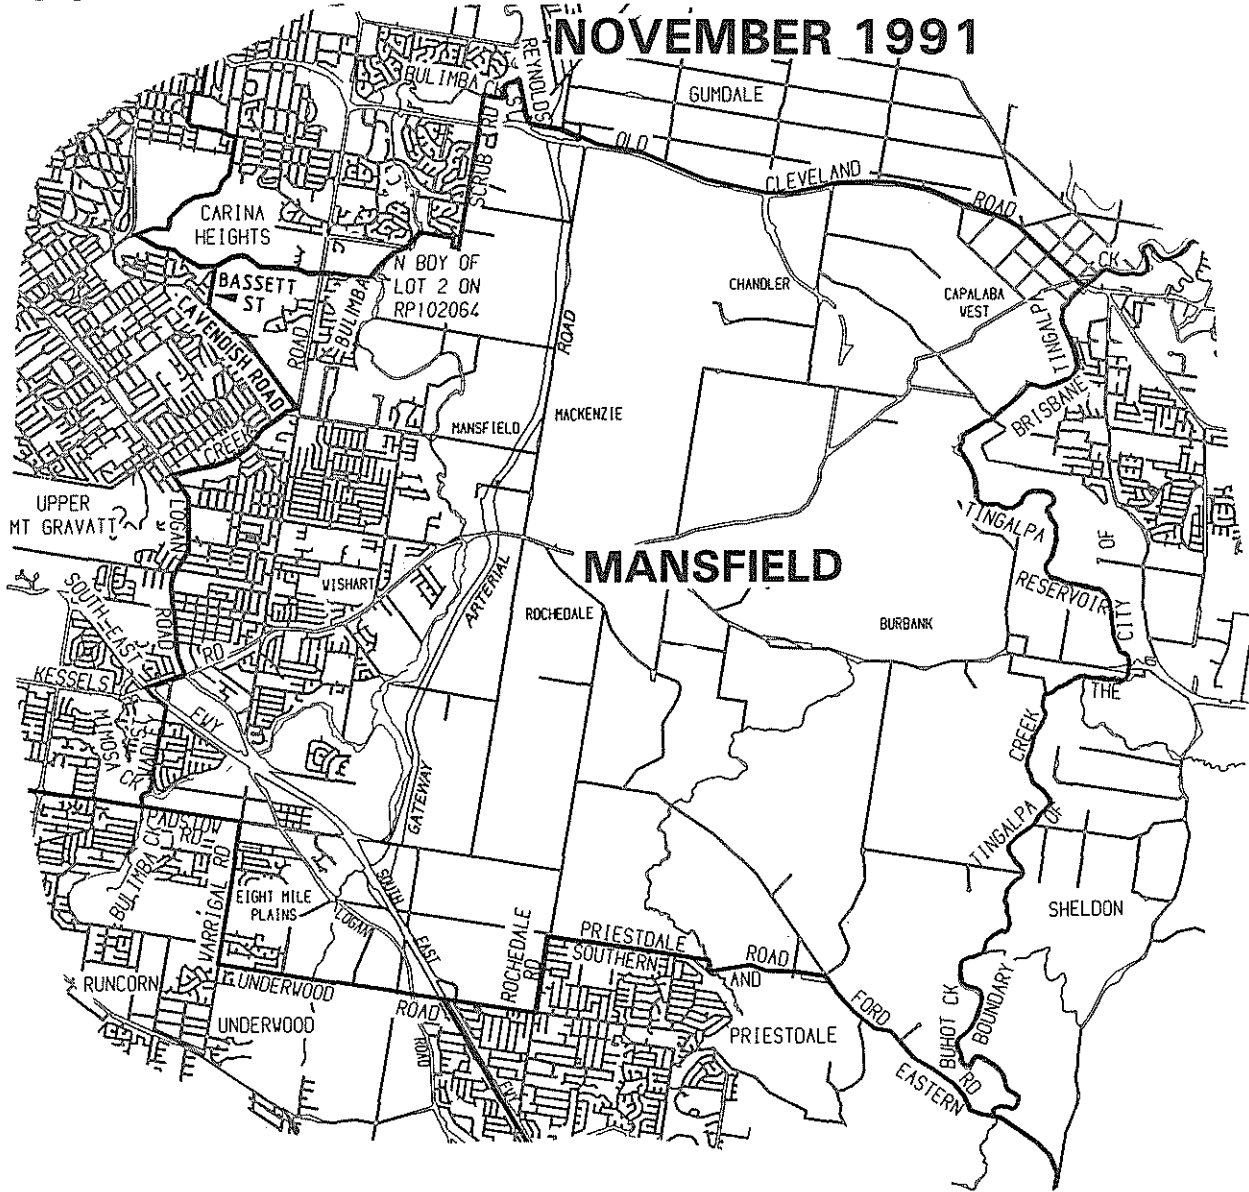 NOVEMBER 1991
REYNOLDS
ST
BULIMBA
GUMDALE
SCRUB RD
OLD
CLEVELAND
ROAD
CARINA
HEIGHTS
BASSETT
ST
N BDY OF
LOT 2 ON
RP102064
CHANDLER
CAPALABA
WEST
CK
TINGALPA
CAVENDISH ROAD
ROAD
BULIMBA
ROAD
MANSFIELD
MACKENZIE
BRISBANE
CREEK
UPPER
MT GRAVATT
LOGAN
ROAD
TINGALPA
RESERVOIR
OF
CITY
THE
MANSFIELD
WISHART
ARTERIAL
ROCHEDALE
BURBANK
SOUTH-EAST
RD
KESSELS
FWY
MIMOSA
CK
CREEK
GATEWAY
TINGALPA
OF
PADSTOW
RD
BULIMBA CK
WARRIGAL RD
EIGHT MILE
PLAINS
LOGAN
SOUTH
EAST
SHELDON
ROCHEDALE
RD
PRIESTDALE
ROAD
SOUTHERN
AND
RUNCORN
UNDERWOOD
ROAD
UNDERWOOD
ROAD
FWY
PRIESTDALE
FORD
RD
EASTERN
BUHOT CK
BOUNDARY